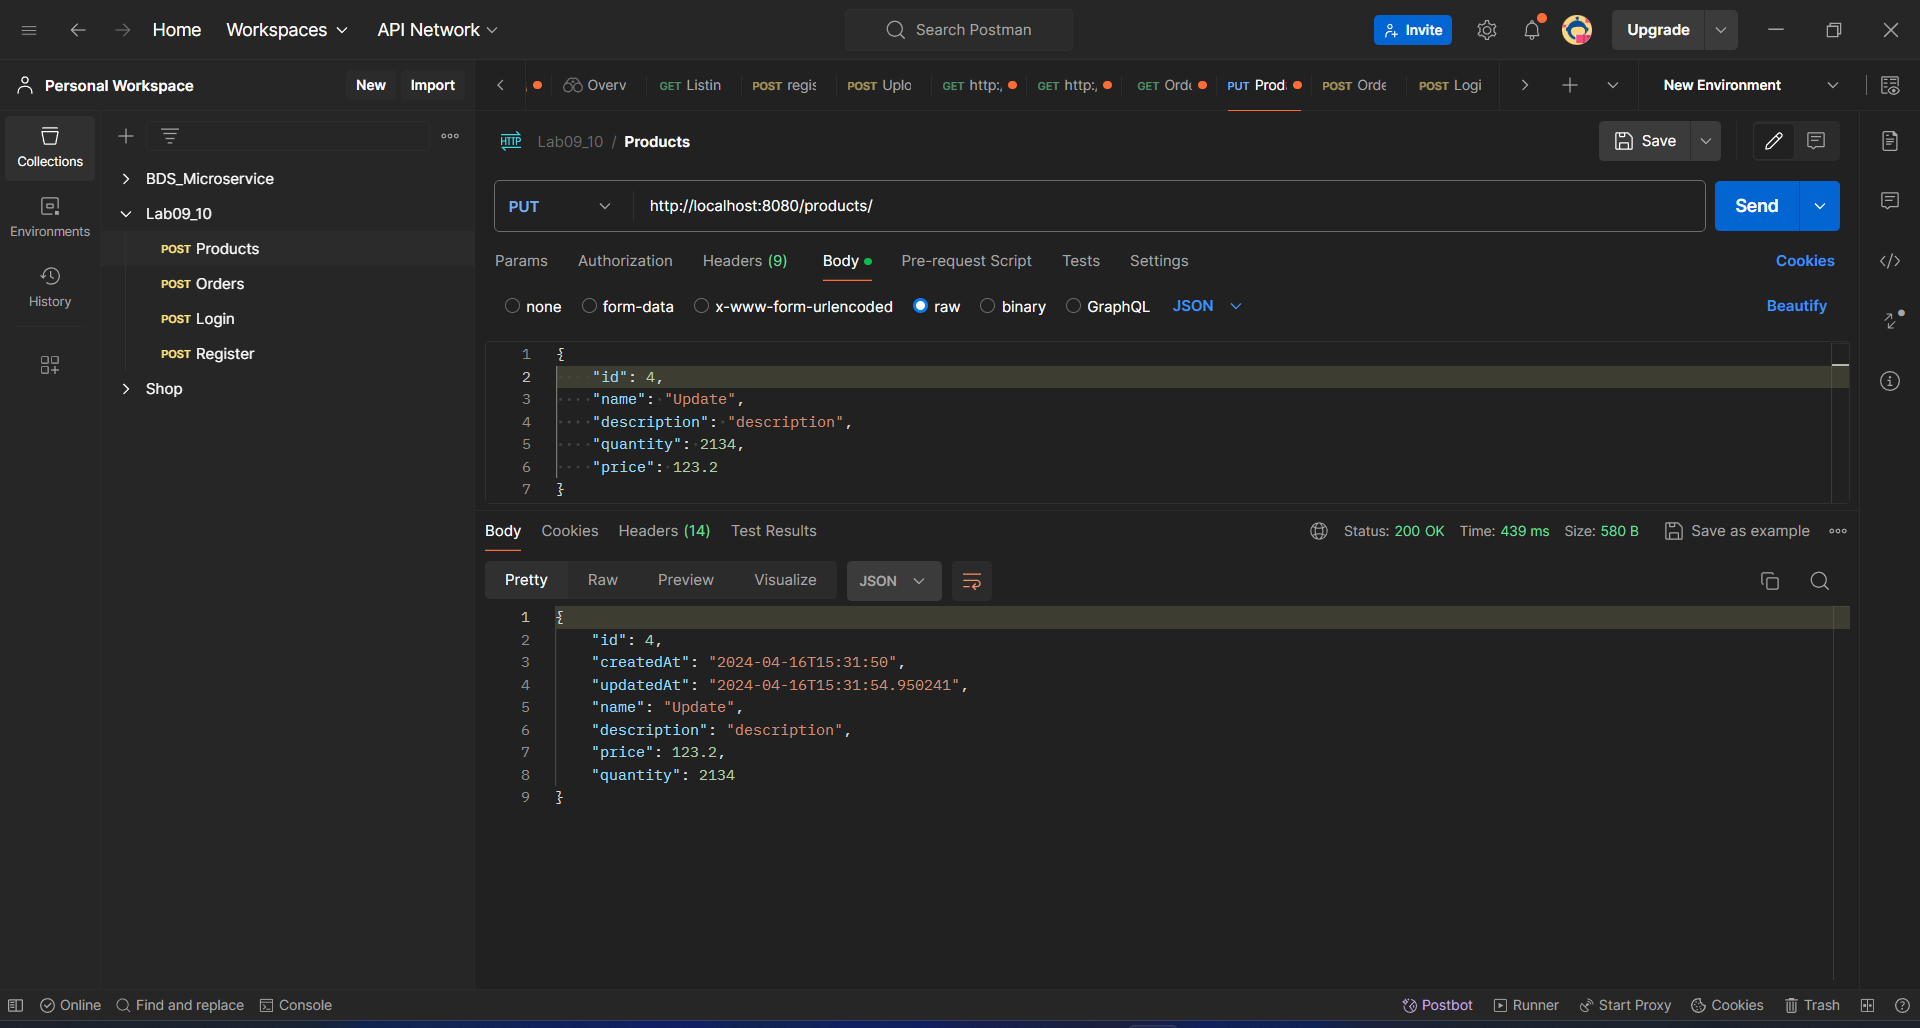 Home Workspaces API Network Search Postman Invite Upgrade
Personal Workspace New Import Overv GET Listin POST regis POST Uplo GET http:, GET http:, GET Orde PUT Prod POST Orde POST Logi New Environment
Collections
Environments
History
BDS_Microservice
Lab09_10
POST Products
POST Orders
POST Login
POST Register
Shop
HTTP Lab09_10 / Products Save
PUT http://localhost:8080/products/ Send
Params Authorization Headers (9) Body Pre-request Script Tests Settings Cookies
none form-data x-www-form-urlencoded raw binary GraphQL JSON Beautify
1 {
2 "id": 4,
3 "name": "Update",
4 "description": "description",
5 "quantity": 2134,
6 "price": 123.2
7 }
Body Cookies Headers (14) Test Results Status: 200 OK Time: 439 ms Size: 580 B Save as example
Pretty Raw Preview Visualize JSON
1 {
2 "id": 4,
3 "createdAt": "2024-04-16T15:31:50",
4 "updatedAt": "2024-04-16T15:31:54.950241",
5 "name": "Update",
6 "description": "description",
7 "price": 123.2,
8 "quantity": 2134
9 }
Online Find and replace Console Postbot Runner Start Proxy Cookies Trash